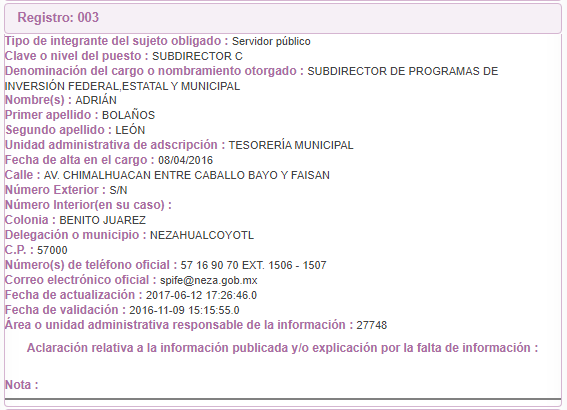 Registro: 003
Tipo de integrante del sujeto obligado : Servidor público
Clave o nivel del puesto : SUBDIRECTOR C
Denominación del cargo o nombramiento otorgado : SUBDIRECTOR DE PROGRAMAS DE
INVERSIÓN FEDERAL,ESTATAL Y MUNICIPAL
Nombre(s) : ADRIÁN
Primer apellido : BOLAÑOS
Segundo apellido : LEÓN
Unidad administrativa de adscripción : TESORERÍA MUNICIPAL
Fecha de alta en el cargo : 08/04/2016
Calle : AV. CHIMALHUACAN ENTRE CABALLO BAYO Y FAISAN
Número Exterior : S/N
Número Interior(en su caso) :
Colonia : BENITO JUAREZ
Delegación o municipio : NEZAHUALCOYOTL
C.P. : 57000
Número(s) de teléfono oficial : 57 16 90 70 EXT. 1506 - 1507
Correo electrónico oficial : spife@neza.gob.mx
Fecha de actualización : 2017-06-12 17:26:46.0
Fecha de validación : 2016-11-09 15:15:55.0
Área o unidad administrativa responsable de la información : 27748
Aclaración relativa a la información publicada y/o explicación por la falta de información :
Nota :